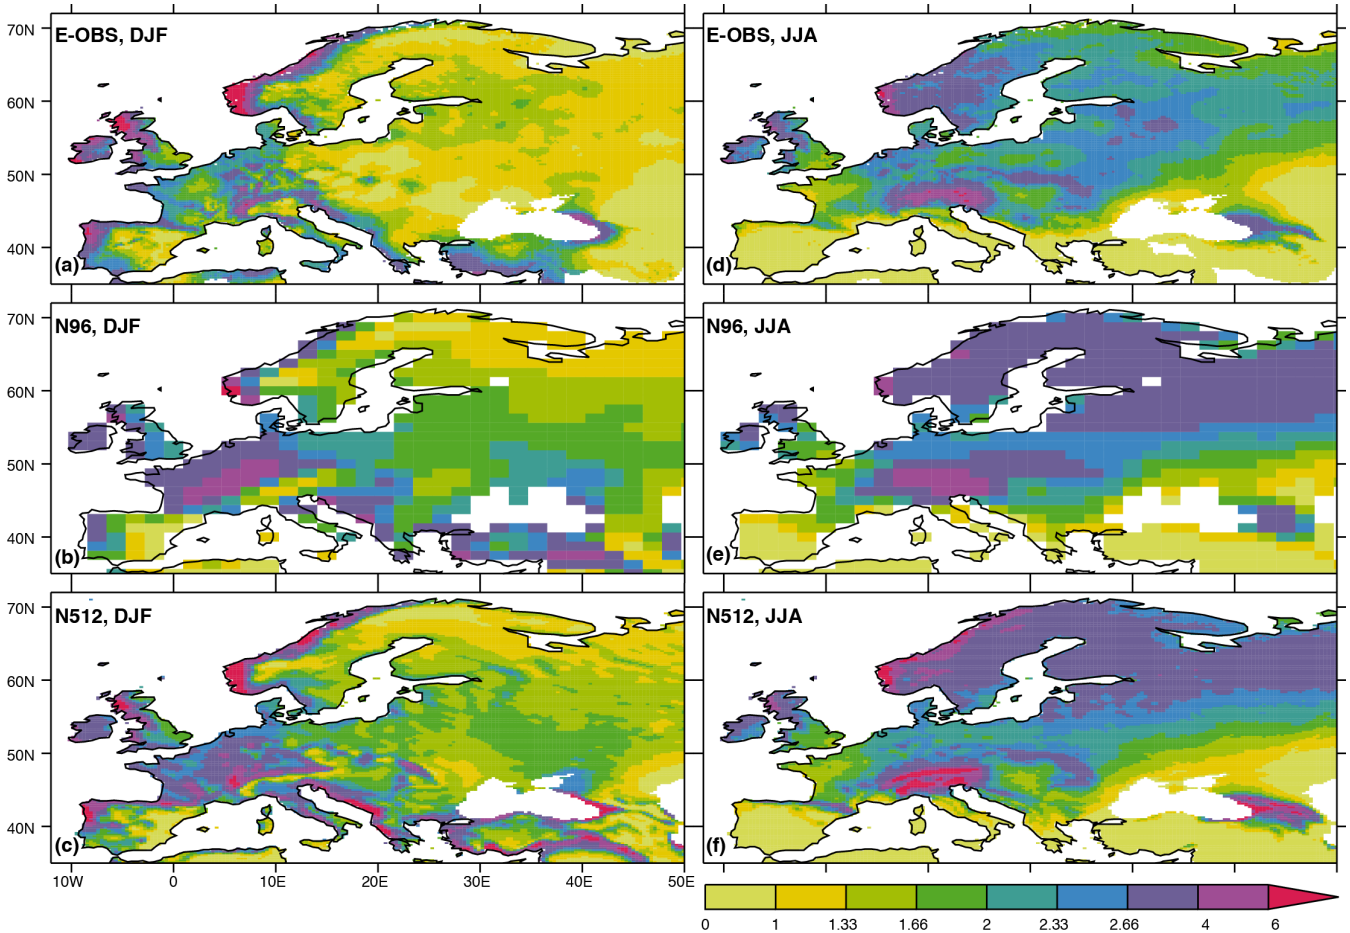 E-OBS, DJF
70N
60N
50N
40N
(a)
E-OBS, JJA
(d)
N96, DJF
70N
60N
50N
40N
(b)
N96, JJA
(e)
N512, DJF
70N
60N
50N
40N
(c)
10W 0 10E 20E 30E 40E 50E
N512, JJA
(f)
0 1 1.33 1.66 2 2.33 2.66 4 6